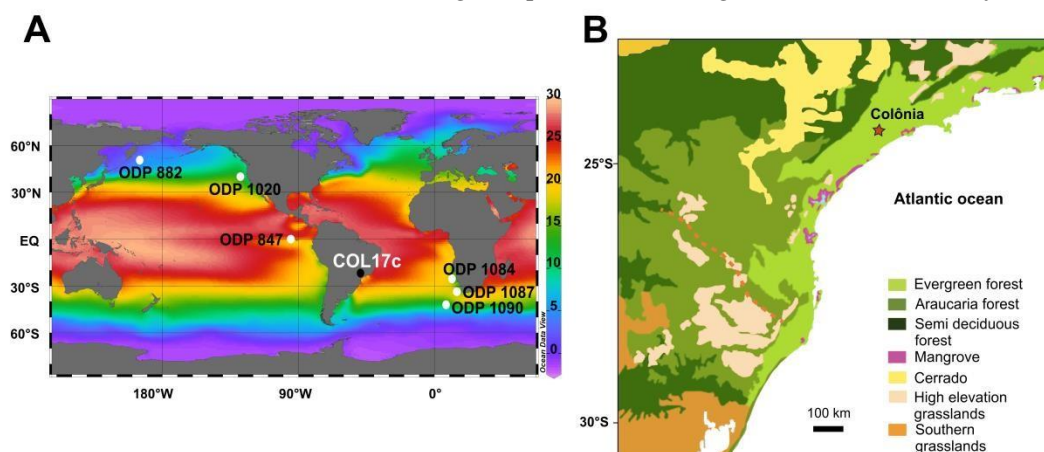 A
B
60°N
30°N
EQ
30°S
60°S
180°W
90°W
0°
ODP 882
ODP 1020
ODP 847
COL17c
ODP 1084
ODP 1087
ODP 1090
30
25
20
15
10
5
0
Ocean Data View
25°S
30°S
Colônia
Atlantic ocean
Evergreen forest
Araucaria forest
Semi deciduous
forest
Mangrove
Cerrado
High elevation
grasslands
Southern
grasslands
100 km